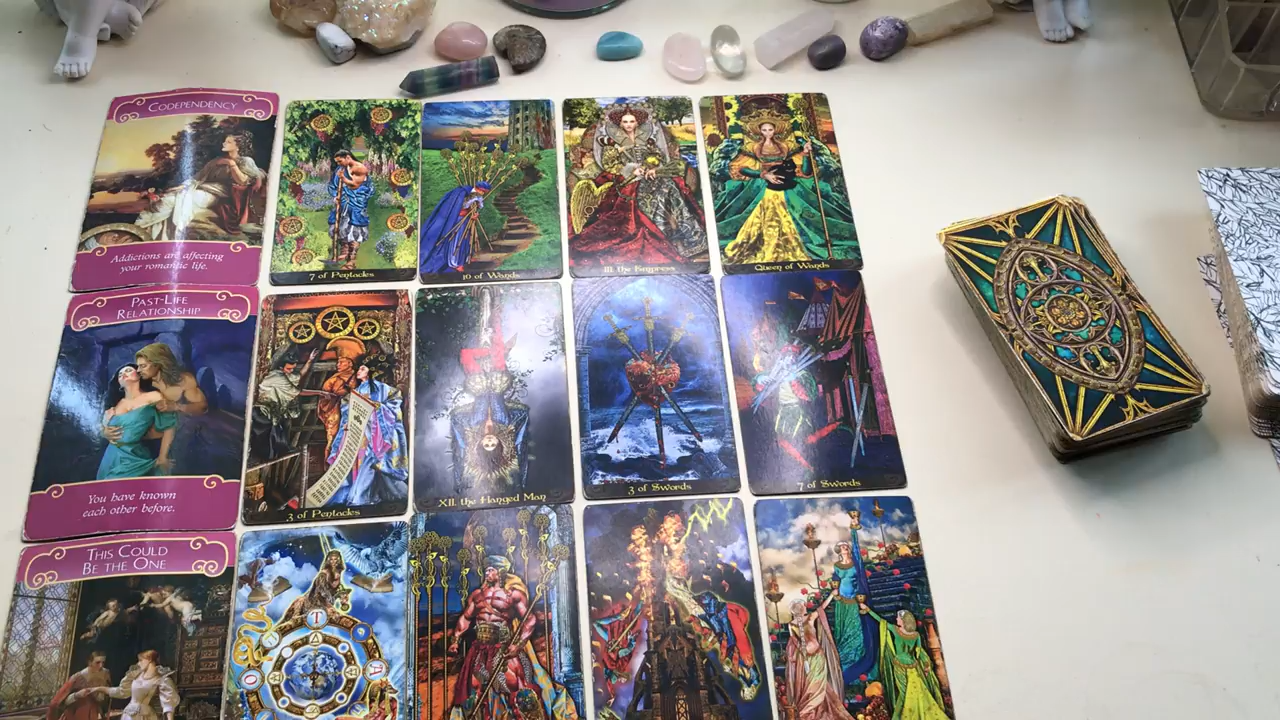 CODEPENDENCY
Addictions are affecting
your romantic life.
7 of Pentacles
10 of Wands
III. the Empress
Queen of Wands
PAST-LIFE
RELATIONSHIP
You have known
each other before.
3 of Pentacles
XII. the Hanged Man
3 of Swords
7 of Swords
THIS COULD
BE THE ONE
T
A